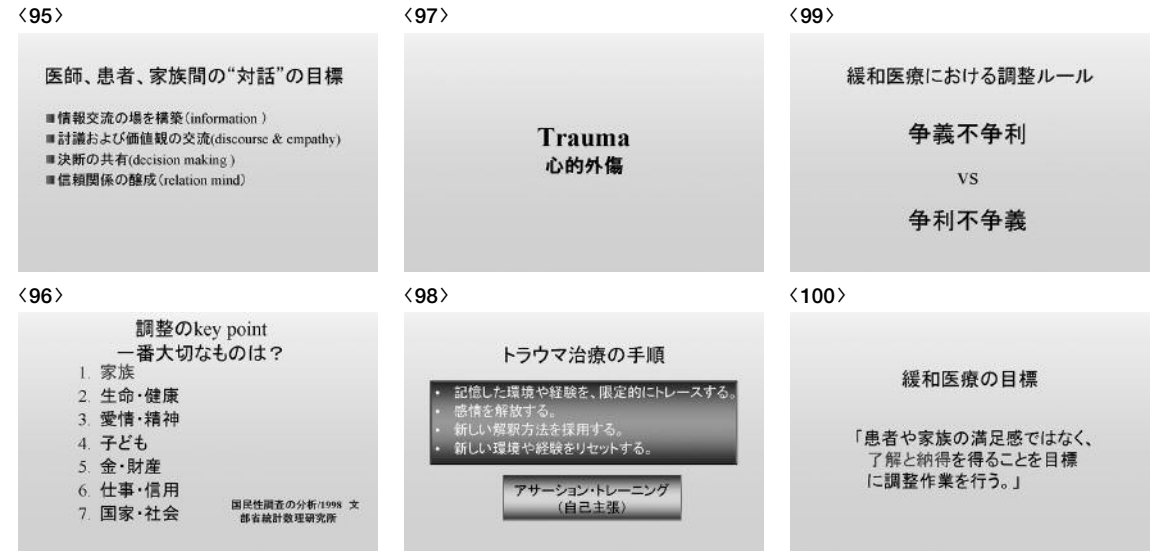 〈95〉
医師、患者、家族間の“対話”の目標
■情報交流の場を構築(information )
■討議および価値観の交流(discourse & empathy)
■決断の共有(decision making )
■信頼関係の醸成(relation mind)
〈96〉
調整のkey point
一番大切なものは？
1. 家族
2. 生命・健康
3. 愛情・精神
4. 子ども
5. 金・財産
6. 仕事・信用
7. 国家・社会
国民性調査の分析/1998 文
部省統計数理研究所
〈97〉
Trauma
心的外傷
〈98〉
トラウマ治療の手順
• 記憶した環境や経験を、限定的にトレースする。
• 感情を解放する。
• 新しい解釈方法を採用する。
• 新しい環境や経験をリセットする。
アサーション・トレーニング
(自己主張)
〈99〉
緩和医療における調整ルール
争義不争利
vs
争利不争義
〈100〉
緩和医療の目標
「患者や家族の満足感ではなく、
了解と納得を得ることを目標
に調整作業を行う。」